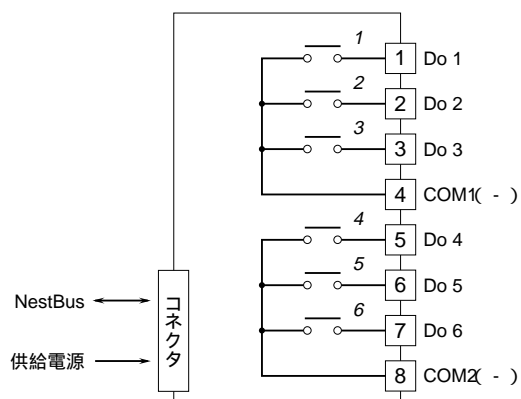 1
1 Do 1
2
2 Do 2
3
3 Do 3
4 COM1( - )
4
5 Do 4
5
6 Do 5
6
7 Do 6
8 COM2( - )
NestBus
供給電源
コネクタ